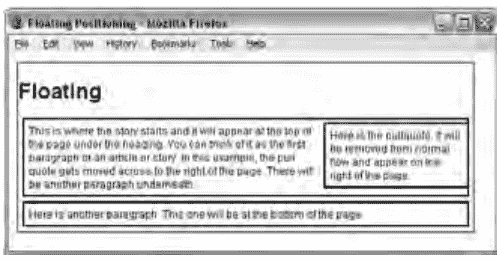 Floating Positioning - Mozilla Firefox
File Edit View History Bookmarks Tools Help
Floating
This is where the story starts and it will appear at the top of
the page under the heading. You can think of it as the first
paragraph of an article or story. In this example, the pull
quote gets moved across to the right of the page. There will
be another paragraph underneath.
Here is the pullquote. It will
be removed from normal
flow and appear on the
right of the page.
Here is another paragraph. This one will be at the bottom of the page.